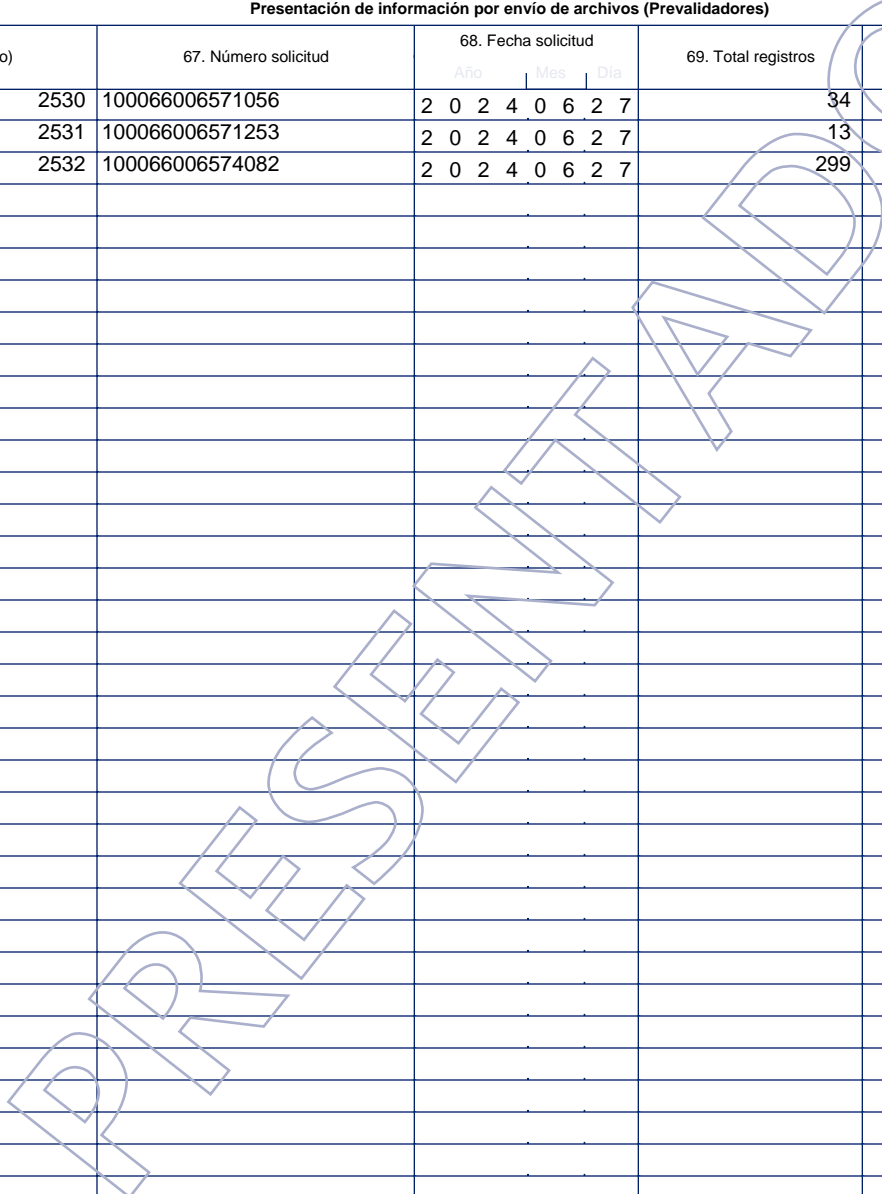 Presentación de información por envío de archivos (Prevalidadores)
o) 67. Número solicitud 68. Fecha solicitud 69. Total registros
Año Mes Día
2530 100066006571056 2 0 2 4 0 6 2 7 34
2531 100066006571253 2 0 2 4 0 6 2 7 13
2532 100066006574082 2 0 2 4 0 6 2 7 299
PRESENTADO